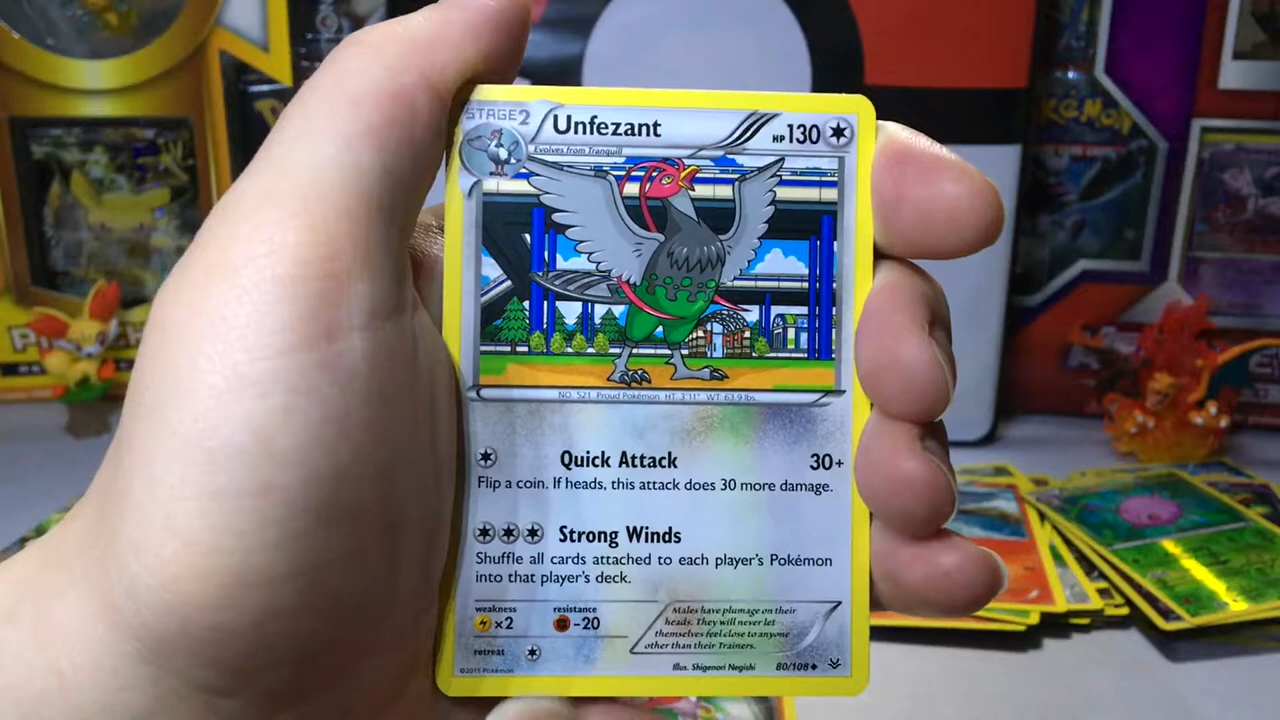 STAGE2
Unfezant
HP 130
Evolves from Tranquill
NO. 521 Proud Pokémon HT: 3'11" WT: 63.9 lbs.
Quick Attack 30+
Flip a coin. If heads, this attack does 30 more damage.
Strong Winds
Shuffle all cards attached to each player's Pokémon
into that player's deck.
weakness
×2
resistance
-20
retreat
Males have plumage on their
heads. They will never let
themselves feel close to anyone
other than their Trainers.
©2015 Pokémon
Illus. Shigenori Negishi
80/108
POKÉMON